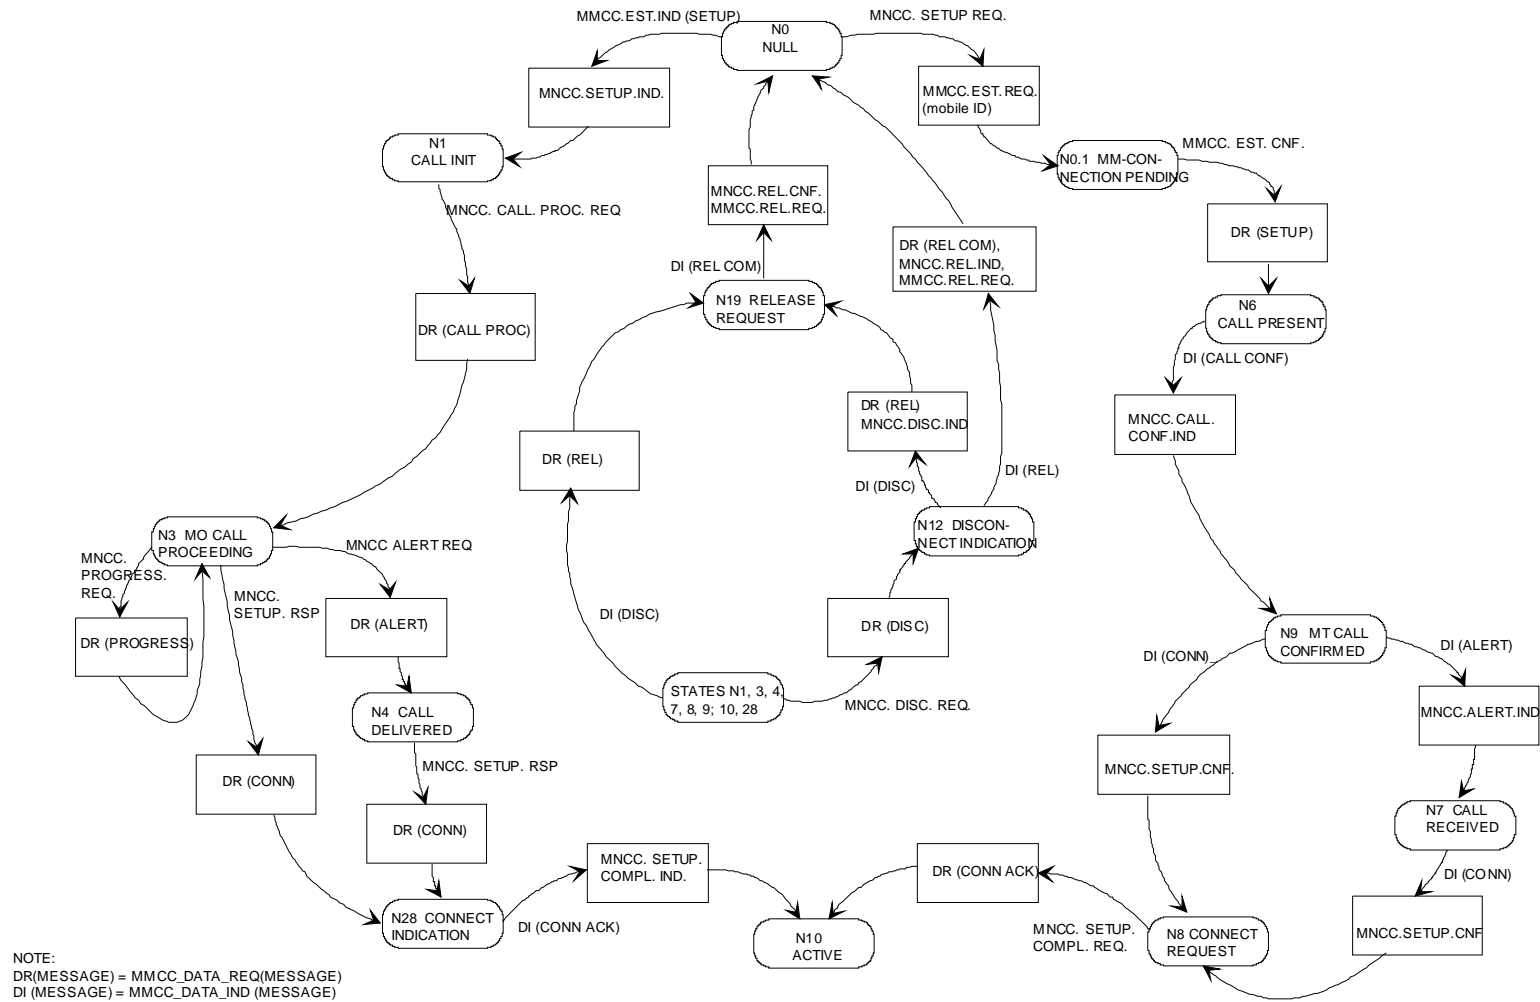 MMCC.EST.IND (SETUP)
N0
NULL
MNCC. SETUP REQ.
MNCC.SETUP.IND.
MMCC.EST.REQ.
(mobile ID)
N1
CALL INIT
MMCC. EST. CNF.
N0.1 MM-CON-
NECTION PENDING
MNCC.REL.CNF.
MMCC.REL.REQ.
MNCC. CALL. PROC. REQ
DR (SETUP)
DR (REL COM),
MNCC.REL.IND,
MMCC.REL.REQ.
DI (REL COM)
N19 RELEASE
REQUEST
N6
CALL PRESENT
DR (CALL PROC)
DI (CALL CONF)
DR (REL)
MNCC.DISC.IND
MNCC.CALL.
CONF.IND
DR (REL)
DI (DISC)
DI (REL)
N12 DISCON-
NECT INDICATION
N3 MO CALL
PROCEEDING
MNCC ALERT REQ
MNCC.
PROGRESS.
REQ.
MNCC.
SETUP. RSP
DI (DISC)
DR (PROGRESS)
DR (ALERT)
DR (DISC)
N9 MT CALL
CONFIRMED
DI (CONN)
DI (ALERT)
STATES N1, 3, 4,
7, 8, 9; 10, 28
MNCC. DISC. REQ.
N4 CALL
DELIVERED
MNCC.ALERT.IND
MNCC. SETUP. RSP
DR (CONN)
MNCC.SETUP.CNF.
N7 CALL
RECEIVED
DR (CONN)
MNCC. SETUP.
COMPL. IND.
DR (CONN ACK)
DI (CONN)
N28 CONNECT
INDICATION
DI (CONN ACK)
N10
ACTIVE
MNCC. SETUP.
COMPL. REQ.
N8 CONNECT
REQUEST
MNCC.SETUP.CNF
NOTE:
DR(MESSAGE) = MMCC_DATA_REQ(MESSAGE)
DI (MESSAGE) = MMCC_DATA_IND (MESSAGE)